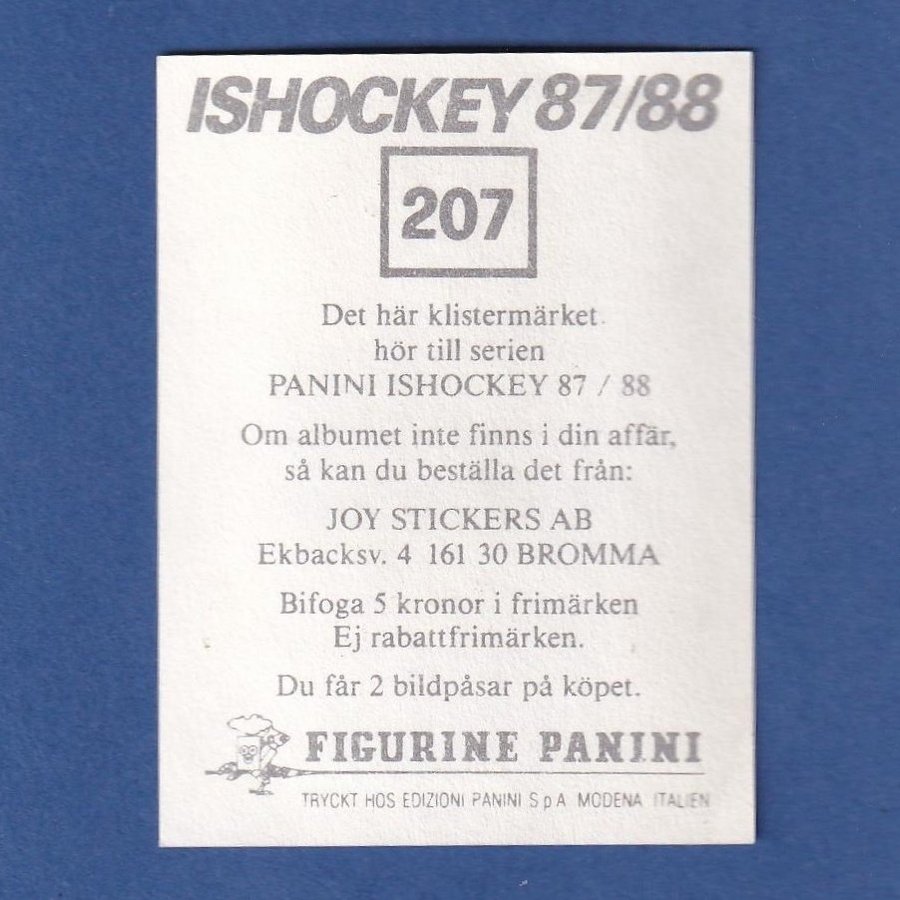 ISHOCKEY 87/88
207
Det här klistermärket
hör till serien
PANINI ISHOCKEY 87 / 88
Om albumet inte finns i din affär,
så kan du beställa det från:
JOY STICKERS AB
Ekbacksv. 4 161 30 BROMMA
Bifoga 5 kronor i frimärken
Ej rabattfrimärken.
Du får 2 bildpåsar på köpet.
FIGURINE PANINI
TRYCKT HOS EDIZIONI PANINI S p A MODENA ITALIEN